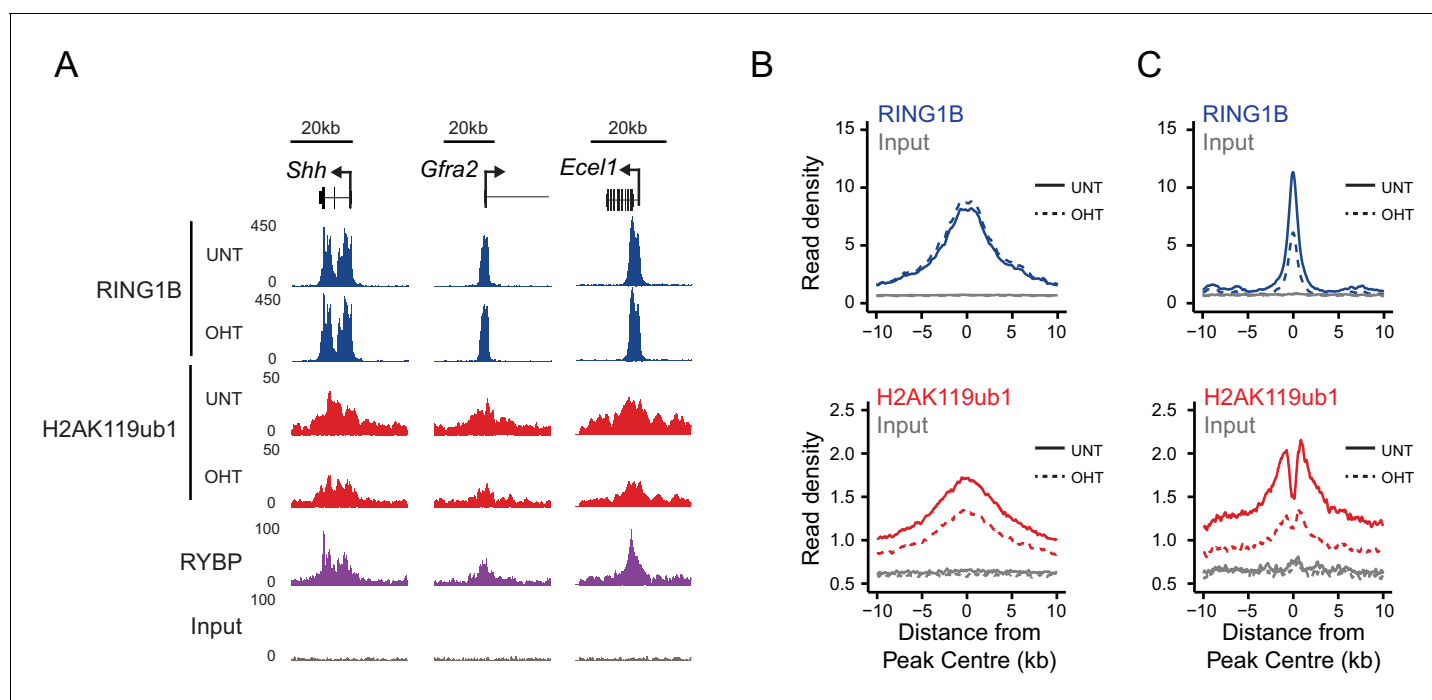 A
20kb 20kb 20kb
Shh Gfra2 Ecel1
RING1B
UNT
450
0
OHT
450
0
H2AK119ub1
UNT
50
0
OHT
50
0
RYBP
100
0
Input
100
0
B
RING1B
Input
UNT
OHT
Read density
15
10
5
0
−10 −5 0 5 10
H2AK119ub1
Input
UNT
OHT
Read density
2.5
2.0
1.5
1.0
0.5
−10 −5 0 5 10
Distance from
Peak Centre (kb)
C
RING1B
Input
UNT
OHT
15
10
5
0
−10 −5 0 5 10
H2AK119ub1
Input
UNT
OHT
2.5
2.0
1.5
1.0
0.5
−10 −5 0 5 10
Distance from
Peak Centre (kb)